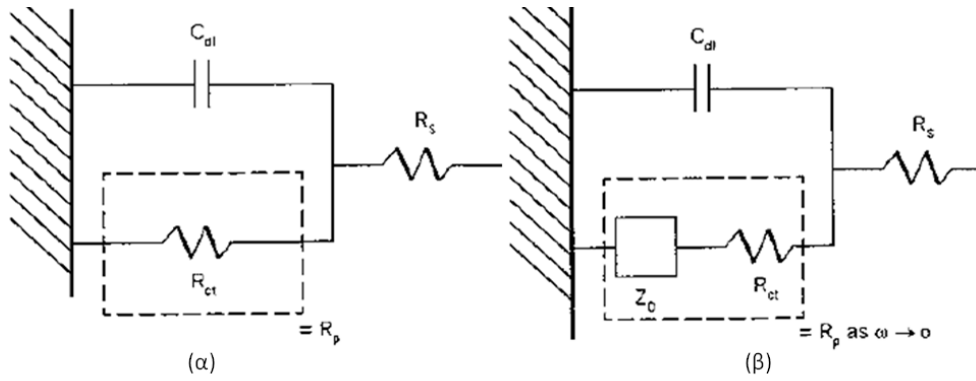 C_dl
R_s
R_ct
= R_p
(α)
C_dl
R_s
Z_D
R_ct
= R_p as ω → o
(β)